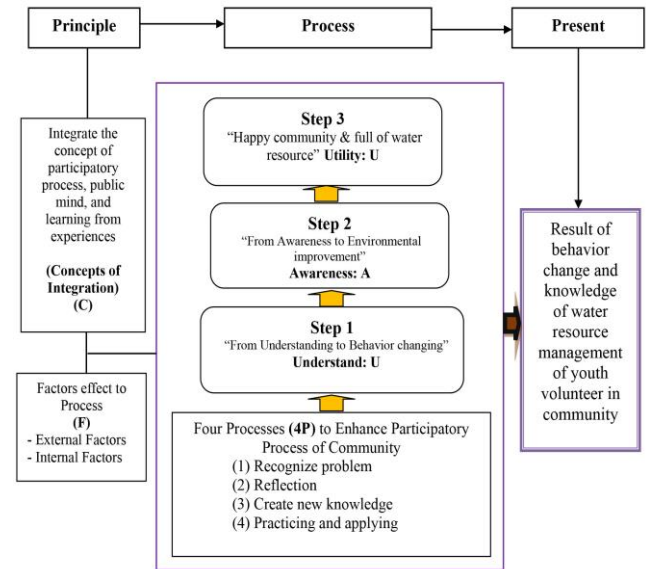 Principle
Process
Present
Integrate the
concept of
participatory
process, public
mind, and
learning from
experiences
(Concepts of
Integration)
(C)
Factors effect to
Process
(F)
- External Factors
- Internal Factors
Step 3
“Happy community & full of water
resource” Utility: U
Step 2
“From Awareness to Environmental
improvement”
Awareness: A
Step 1
“From Understanding to Behavior changing”
Understand: U
Four Processes (4P) to Enhance Participatory
Process of Community
(1) Recognize problem
(2) Reflection
(3) Create new knowledge
(4) Practicing and applying
Result of
behavior
change and
knowledge
of water
resource
management
of youth
volunteer in
community